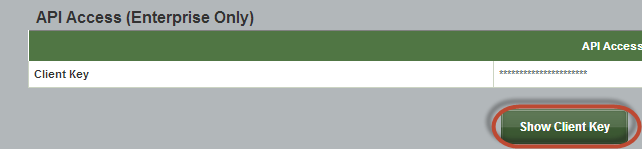 API Access (Enterprise Only)
API Access
Client Key
**********************
Show Client Key